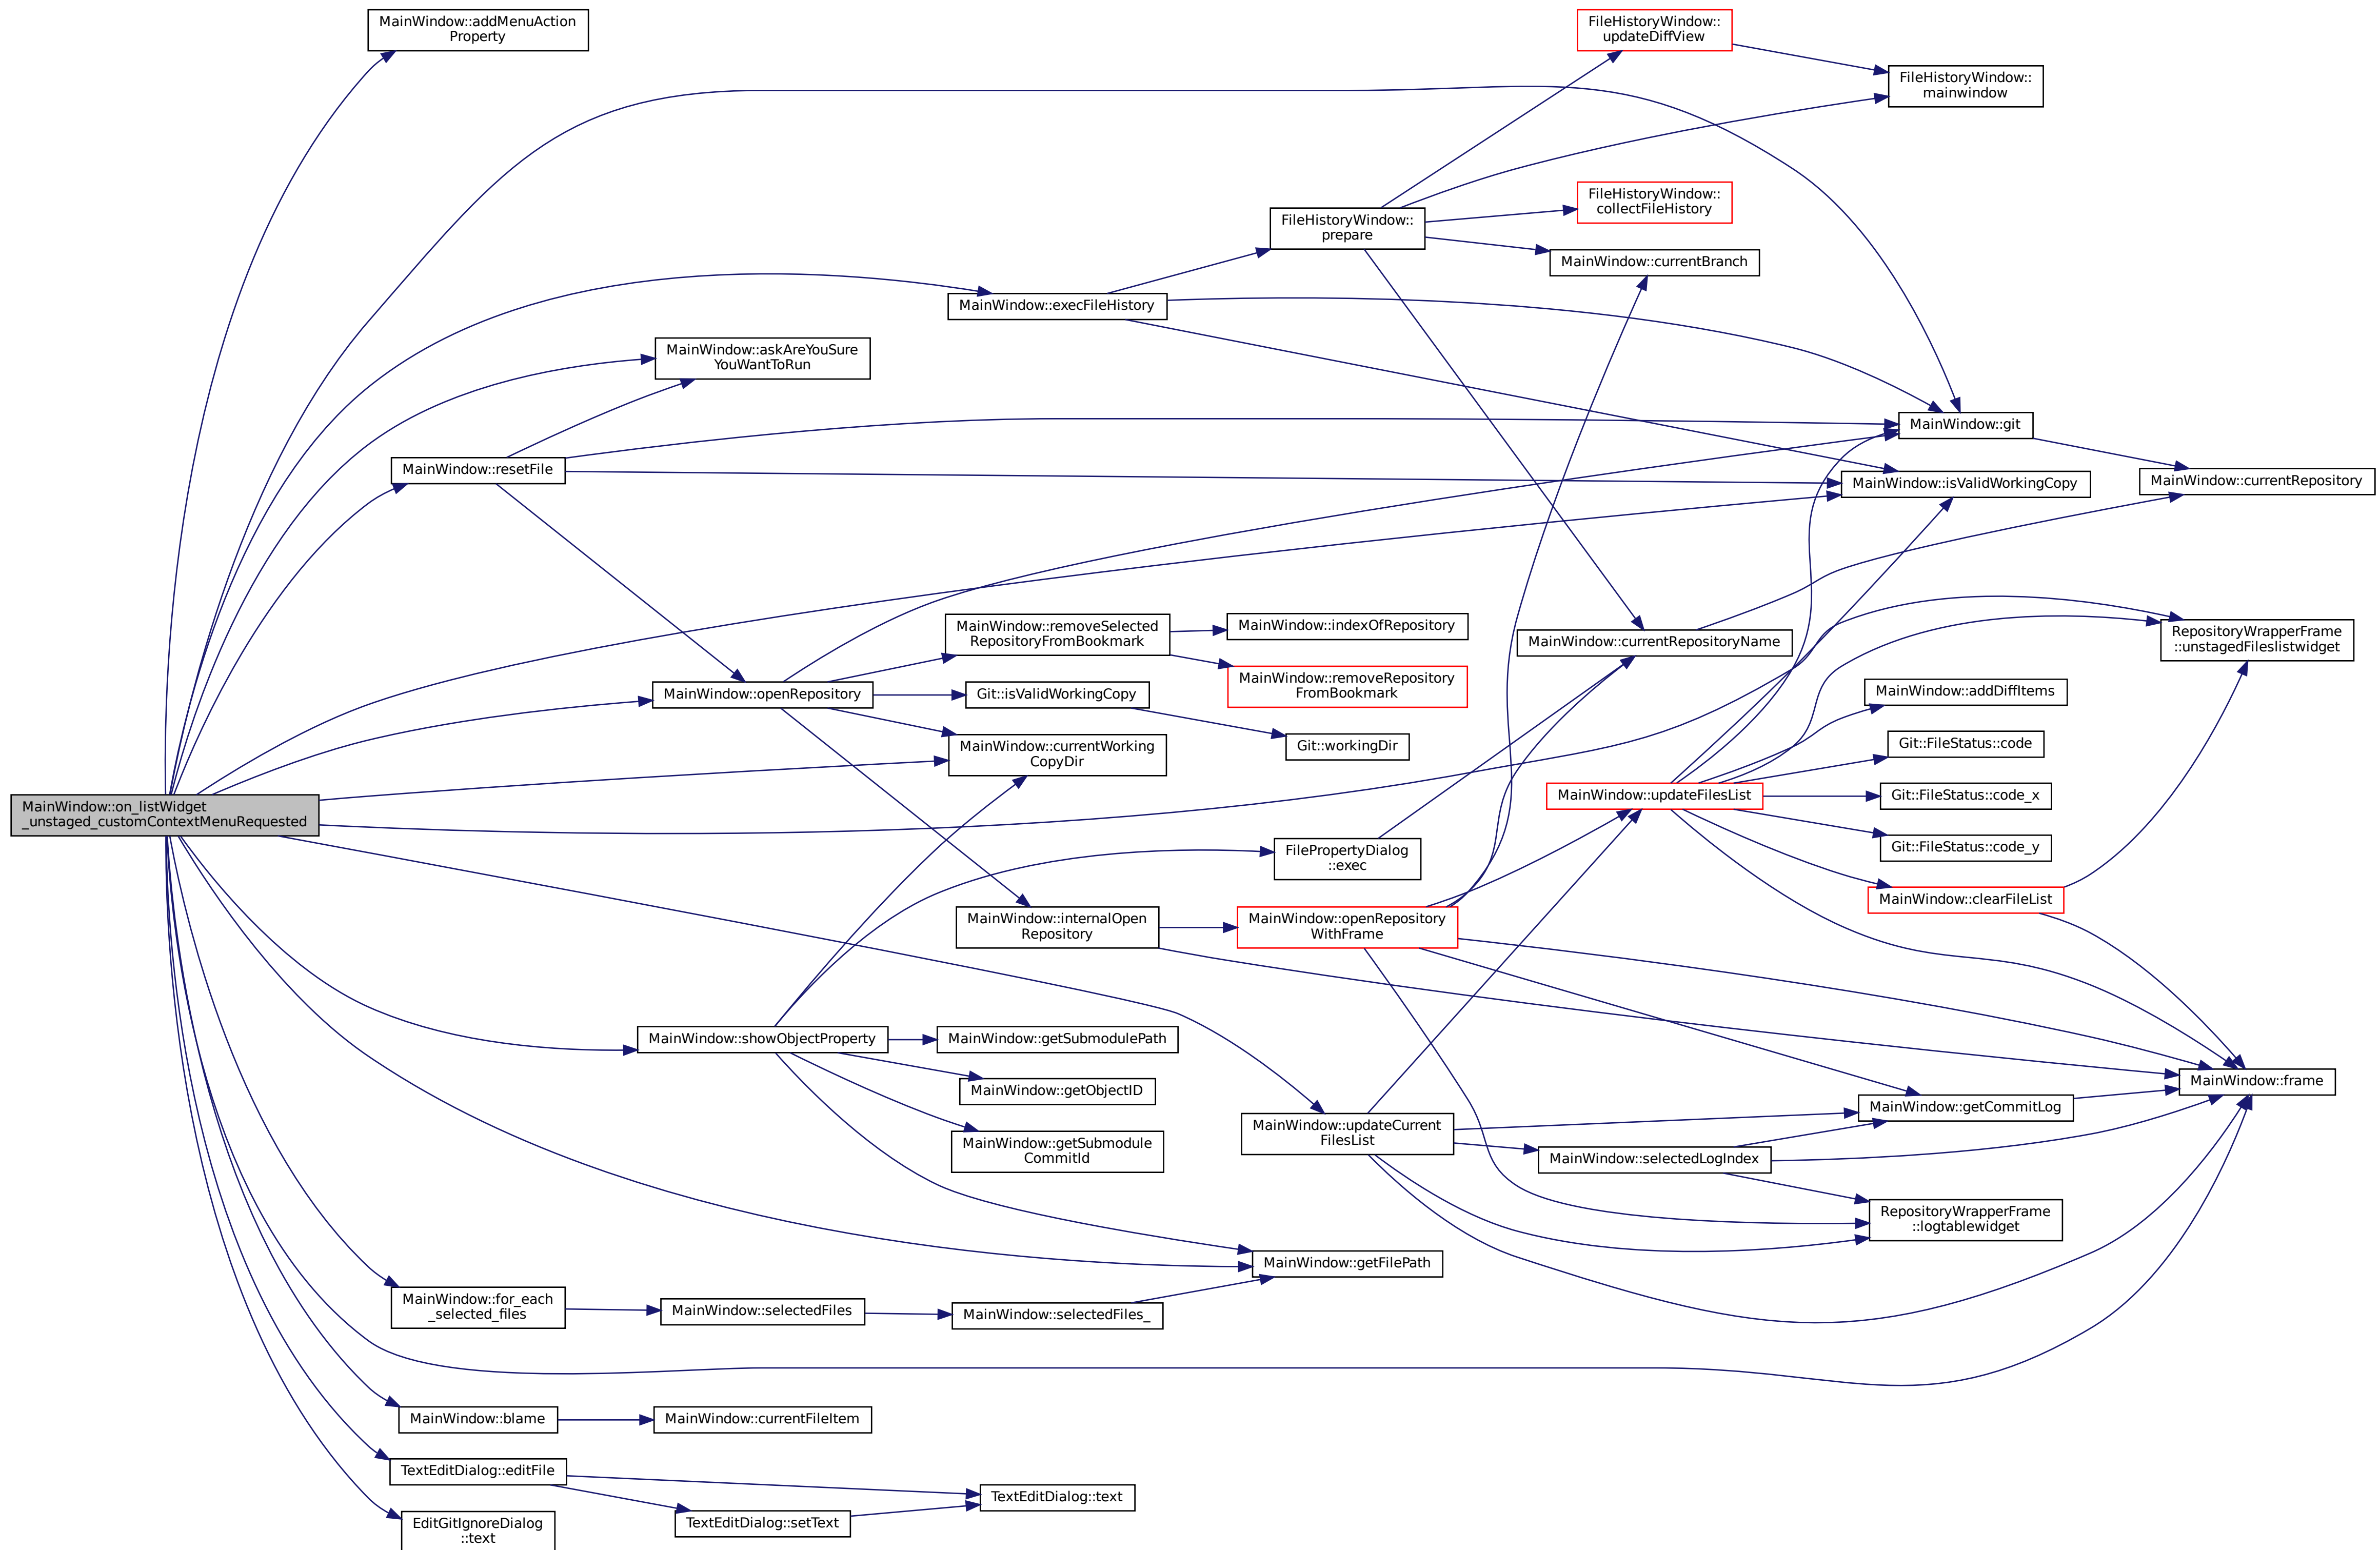 MainWindow::addMenuAction
Property
FileHistoryWindow::
updateDiffView
FileHistoryWindow::
mainwindow
FileHistoryWindow::
collectFileHistory
FileHistoryWindow::
prepare
MainWindow::currentBranch
MainWindow::execFileHistory
MainWindow::askAreYouSure
YouWantToRun
MainWindow::git
MainWindow::resetFile
MainWindow::isValidWorkingCopy
MainWindow::currentRepository
MainWindow::removeSelected
RepositoryFromBookmark
MainWindow::indexOfRepository
MainWindow::currentRepositoryName
RepositoryWrapperFrame
::unstagedFileslistwidget
MainWindow::openRepository
Git::isValidWorkingCopy
MainWindow::removeRepository
FromBookmark
MainWindow::addDiffItems
MainWindow::currentWorking
CopyDir
Git::workingDir
Git::FileStatus::code
MainWindow::on_listWidget
_unstaged_customContextMenuRequested
MainWindow::updateFilesList
Git::FileStatus::code_x
Git::FileStatus::code_y
FilePropertyDialog
::exec
MainWindow::clearFileList
MainWindow::internalOpen
Repository
MainWindow::openRepository
WithFrame
MainWindow::showObjectProperty
MainWindow::getSubmodulePath
MainWindow::getObjectID
MainWindow::frame
MainWindow::getSubmodule
CommitId
MainWindow::updateCurrent
FilesList
MainWindow::getCommitLog
MainWindow::selectedLogIndex
RepositoryWrapperFrame
::logtablewidget
MainWindow::getFilePath
MainWindow::for_each
_selected_files
MainWindow::selectedFiles
MainWindow::selectedFiles_
MainWindow::blame
MainWindow::currentFileItem
TextEditDialog::editFile
TextEditDialog::text
TextEditDialog::setText
EditGitIgnoreDialog
::text